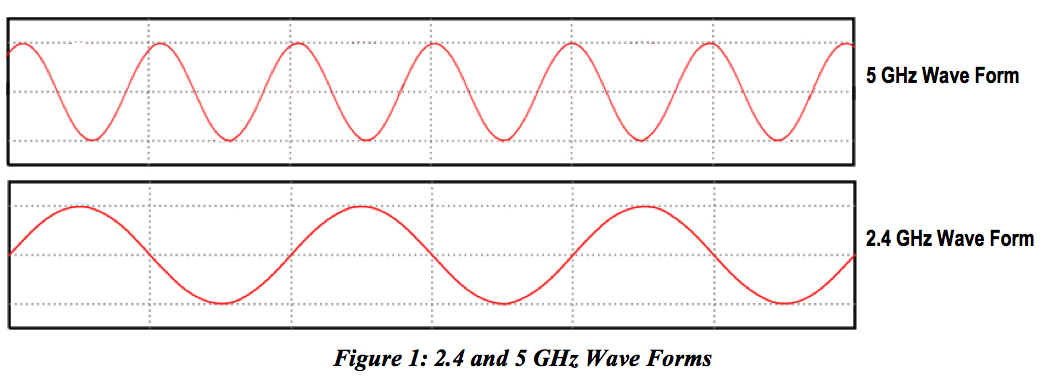 5 GHz Wave Form
2.4 GHz Wave Form
Figure 1: 2.4 and 5 GHz Wave Forms